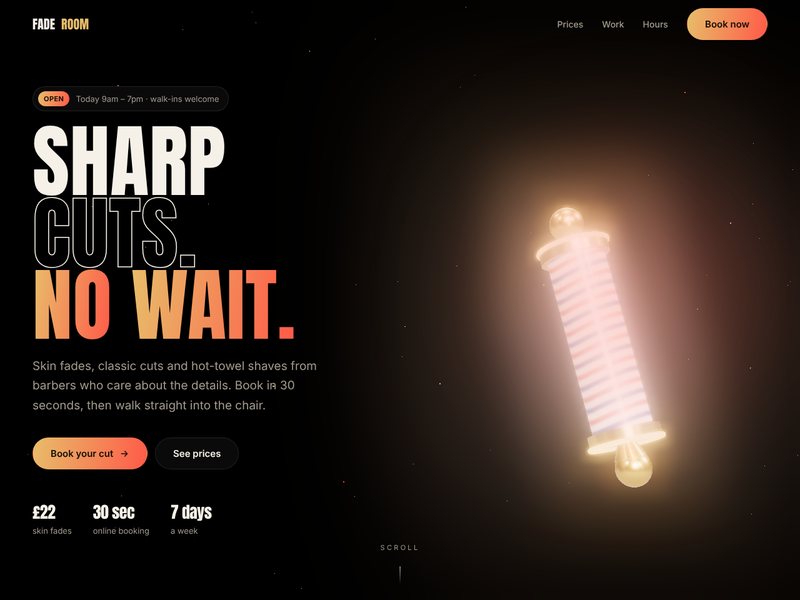 FADE ROOM
Prices
Work
Hours
Book now
OPEN Today 9am – 7pm · walk-ins welcome
SHARP
CUTS.
NO WAIT.
Skin fades, classic cuts and hot-towel shaves from
barbers who care about the details. Book in 30
seconds, then walk straight into the chair.
Book your cut →
See prices
£22
skin fades
30 sec
online booking
7 days
a week
SCROLL